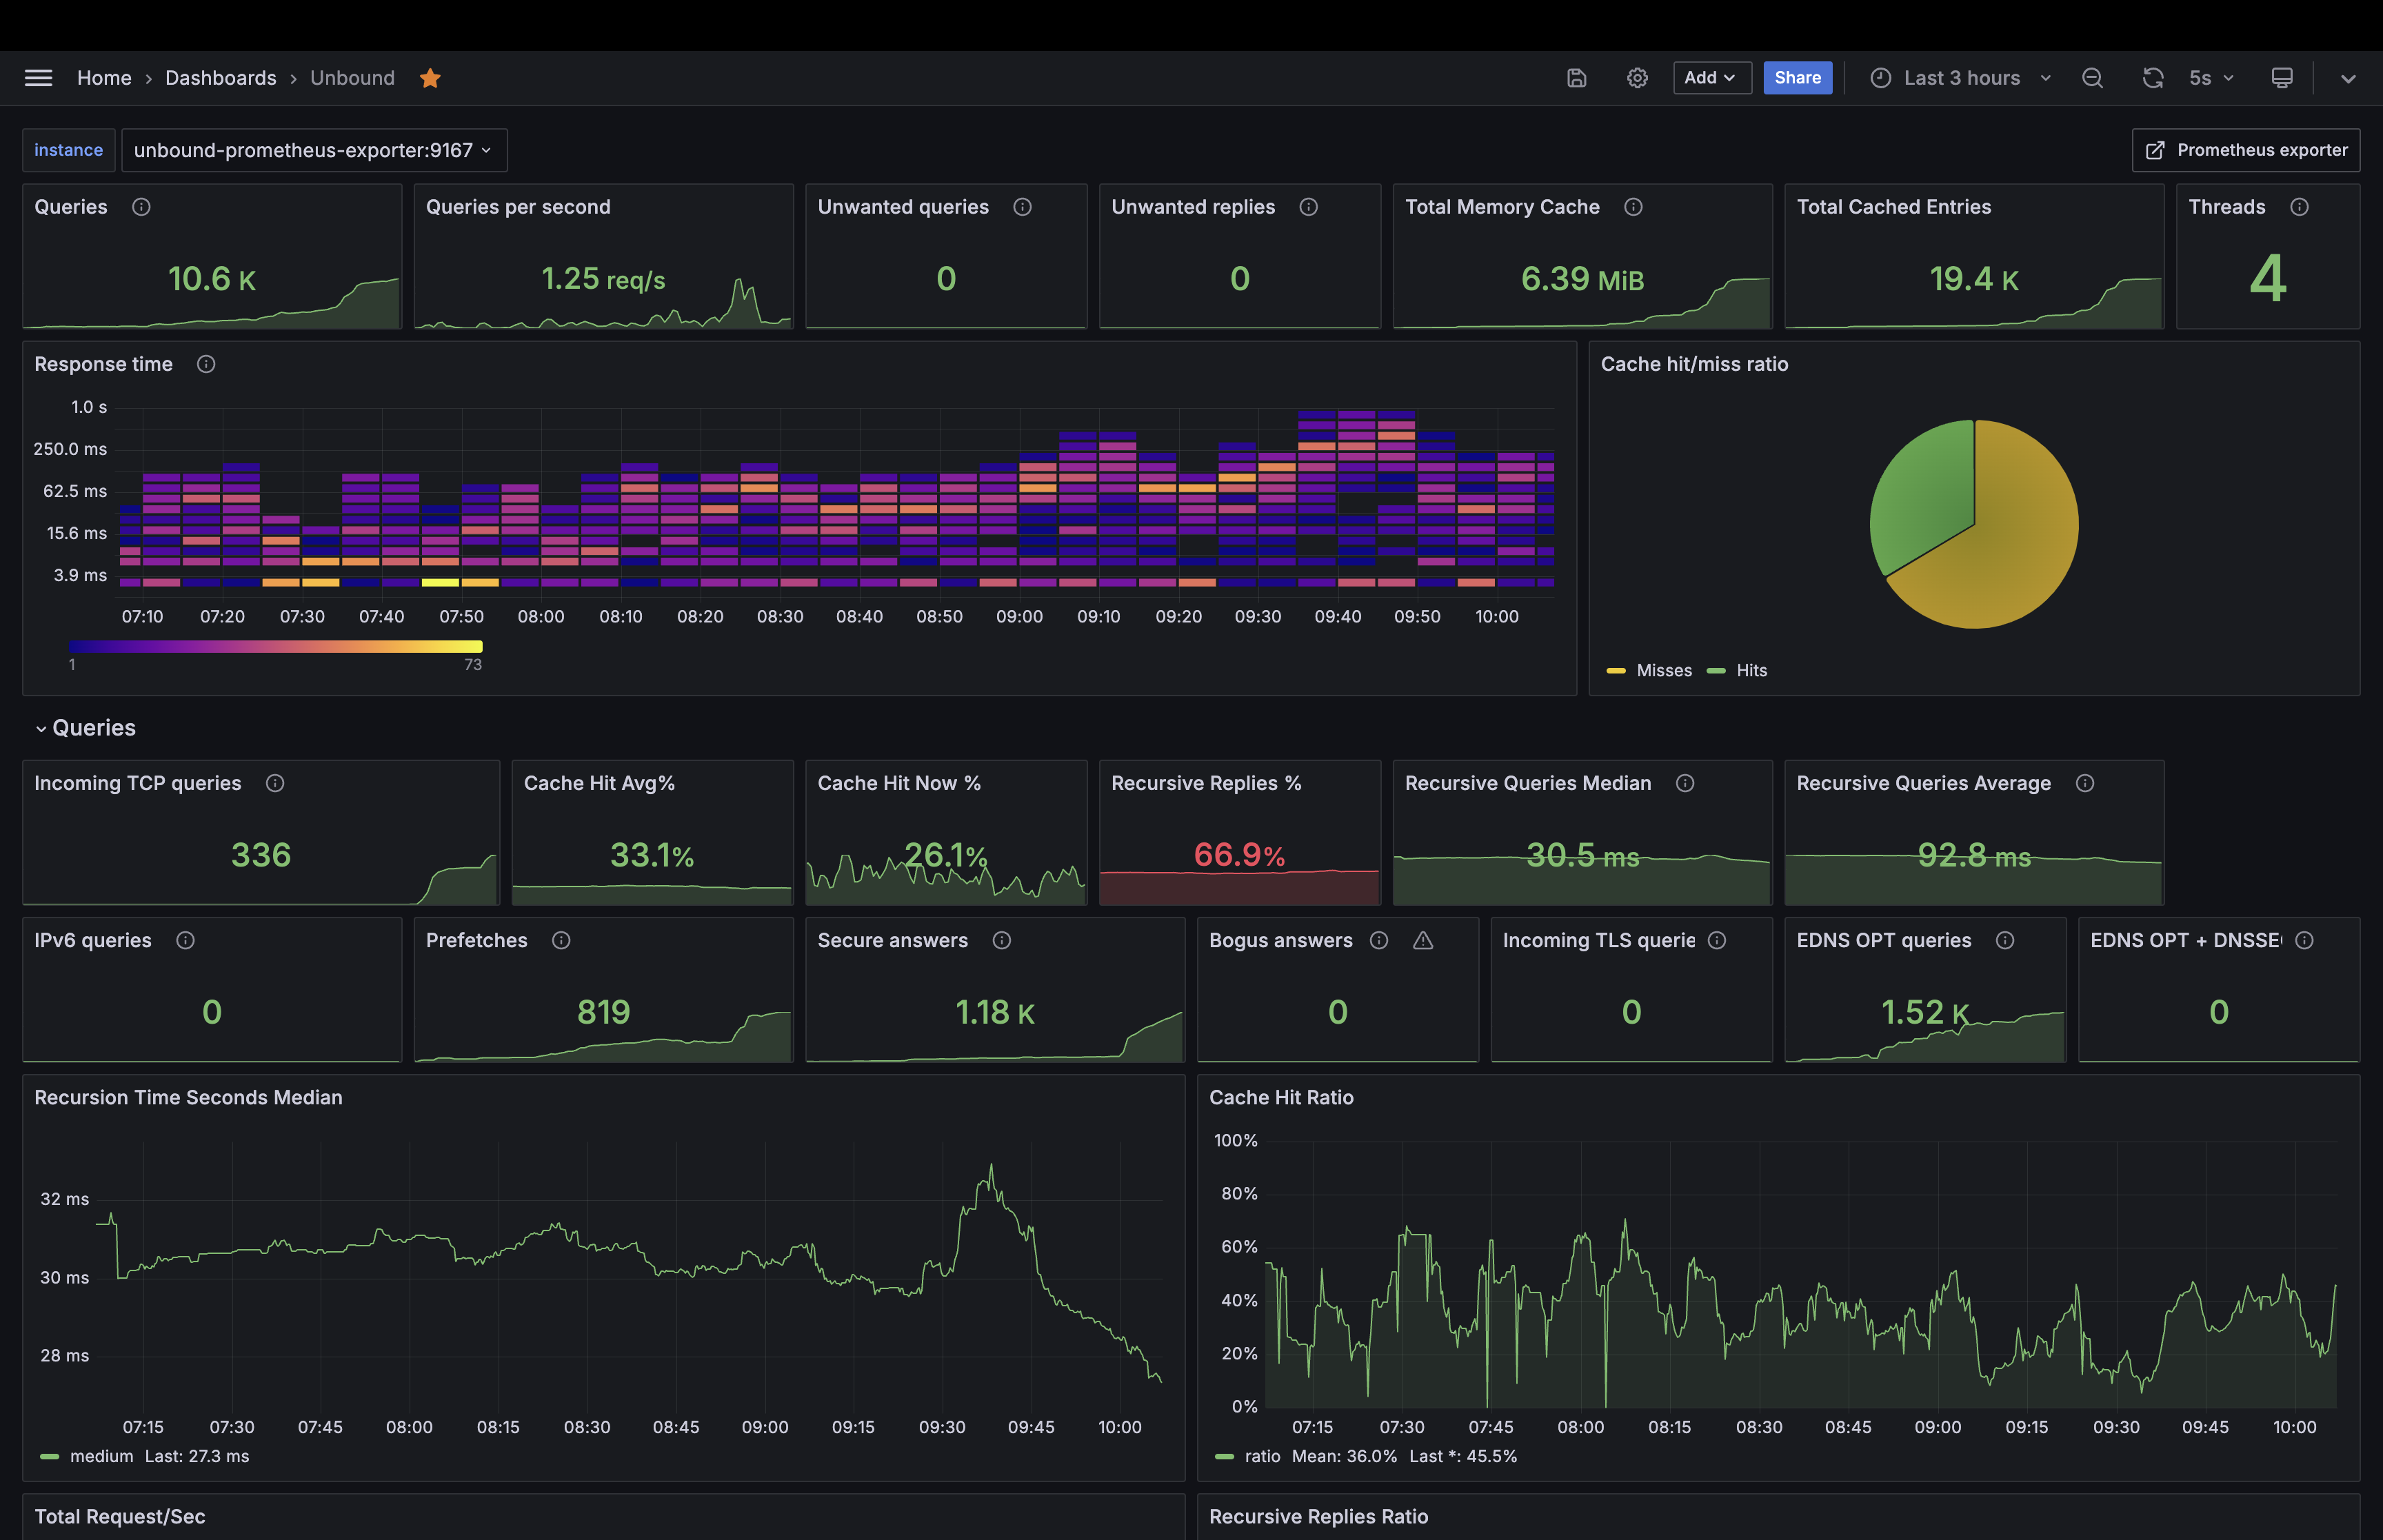 Home › Dashboards › Unbound
Add
Share
Last 3 hours
5s
instance
unbound-prometheus-exporter:9167
Prometheus exporter
Queries
10.6 K
Queries per second
1.25 req/s
Unwanted queries
0
Unwanted replies
0
Total Memory Cache
6.39 MiB
Total Cached Entries
19.4 K
Threads
4
Response time
1.0 s
250.0 ms
62.5 ms
15.6 ms
3.9 ms
07:10 07:20 07:30 07:40 07:50 08:00 08:10 08:20 08:30 08:40 08:50 09:00 09:10 09:20 09:30 09:40 09:50 10:00
1 73
Cache hit/miss ratio
Misses Hits
Queries
Incoming TCP queries
336
Cache Hit Avg%
33.1%
Cache Hit Now %
26.1%
Recursive Replies %
66.9%
Recursive Queries Median
30.5 ms
Recursive Queries Average
92.8 ms
IPv6 queries
0
Prefetches
819
Secure answers
1.18 K
Bogus answers
0
Incoming TLS querie
0
EDNS OPT queries
1.52 K
EDNS OPT + DNSSE
0
Recursion Time Seconds Median
32 ms
30 ms
28 ms
07:15 07:30 07:45 08:00 08:15 08:30 08:45 09:00 09:15 09:30 09:45 10:00
medium Last: 27.3 ms
Cache Hit Ratio
100%
80%
60%
40%
20%
0%
07:15 07:30 07:45 08:00 08:15 08:30 08:45 09:00 09:15 09:30 09:45 10:00
ratio Mean: 36.0% Last *: 45.5%
Total Request/Sec
Recursive Replies Ratio